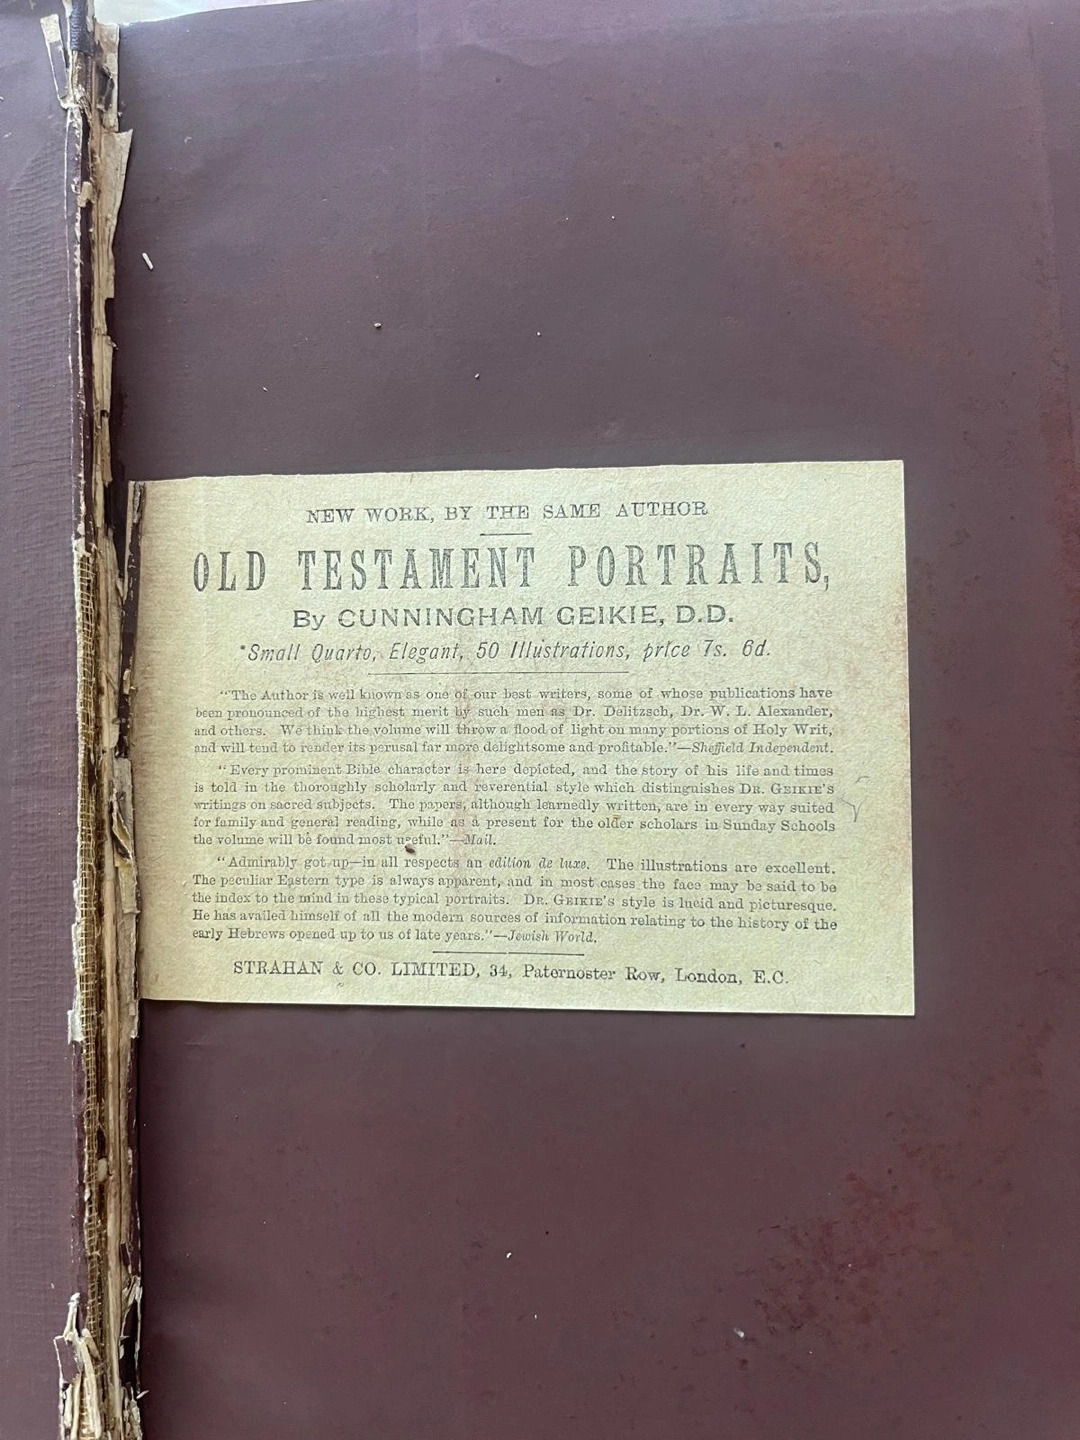 NEW WORK, BY THE SAME AUTHOR
OLD TESTAMENT PORTRAITS,
By CUNNINGHAM GEIKIE, D.D.
Small Quarto, Elegant, 50 Illustrations, price 7s. 6d.
"The Author is well known as one of our best writers, some of whose publications have
been pronounced of the highest merit by such men as Dr. Delitzsch, Dr. W. L. Alexander,
and others. We think the volume will throw a flood of light on many portions of Holy Writ,
and will tend to render its perusal far more delightsome and profitable."—Sheffield Independent.
"Every prominent Bible character is here depicted, and the story of his life and times
is told in the thoroughly scholarly and reverential style which distinguishes DR. GEIKIE'S
writings on sacred subjects. The papers, although learnedly written, are in every way suited
for family and general reading, while as a present for the older scholars in Sunday Schools
the volume will be found most useful."—Mail.
"Admirably got up—in all respects an edition de luxe. The illustrations are excellent.
The peculiar Eastern type is always apparent, and in most cases the face may be said to be
the index to the mind in these typical portraits. DR. GEIKIE'S style is lucid and picturesque.
He has availed himself of all the modern sources of information relating to the history of the
early Hebrews opened up to us of late years."—Jewish World.
STRAHAN & CO. LIMITED, 34, Paternoster Row, London, E.C.